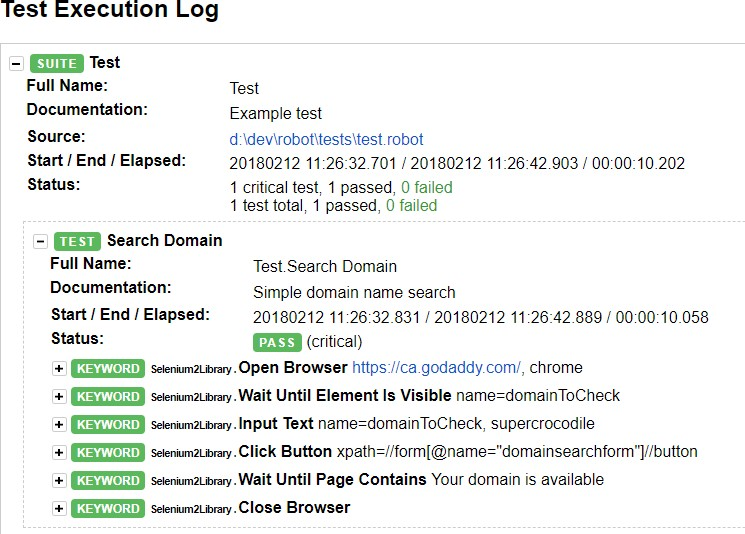 Test Execution Log
SUITE Test
Full Name: Test
Documentation: Example test
Source: d:\dev\robot\tests\test.robot
Start / End / Elapsed: 20180212 11:26:32.701 / 20180212 11:26:42.903 / 00:00:10.202
Status: 1 critical test, 1 passed, 0 failed
1 test total, 1 passed, 0 failed
TEST Search Domain
Full Name: Test.Search Domain
Documentation: Simple domain name search
Start / End / Elapsed: 20180212 11:26:32.831 / 20180212 11:26:42.889 / 00:00:10.058
Status: PASS (critical)
KEYWORD Selenium2Library.Open Browser https://ca.godaddy.com/, chrome
KEYWORD Selenium2Library.Wait Until Element Is Visible name=domainToCheck
KEYWORD Selenium2Library.Input Text name=domainToCheck, supercrocodile
KEYWORD Selenium2Library.Click Button xpath=//form[@name="domainsearchform"]//button
KEYWORD Selenium2Library.Wait Until Page Contains Your domain is available
KEYWORD Selenium2Library.Close Browser